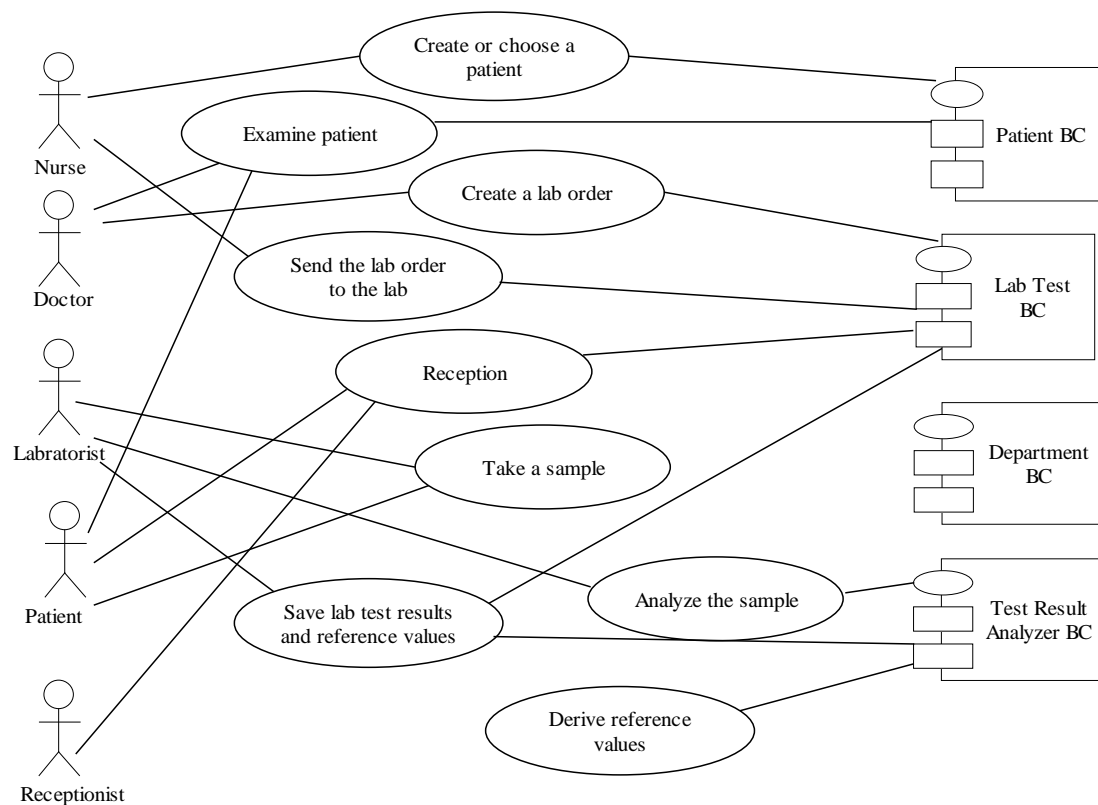 Create or choose a
patient
Nurse
Examine patient
Patient BC
Create a lab order
Doctor
Send the lab order
to the lab
Lab Test
BC
Labratorist
Reception
Take a sample
Department
BC
Patient
Save lab test results
and reference values
Analyze the sample
Test Result
Analyzer BC
Derive reference
values
Receptionist